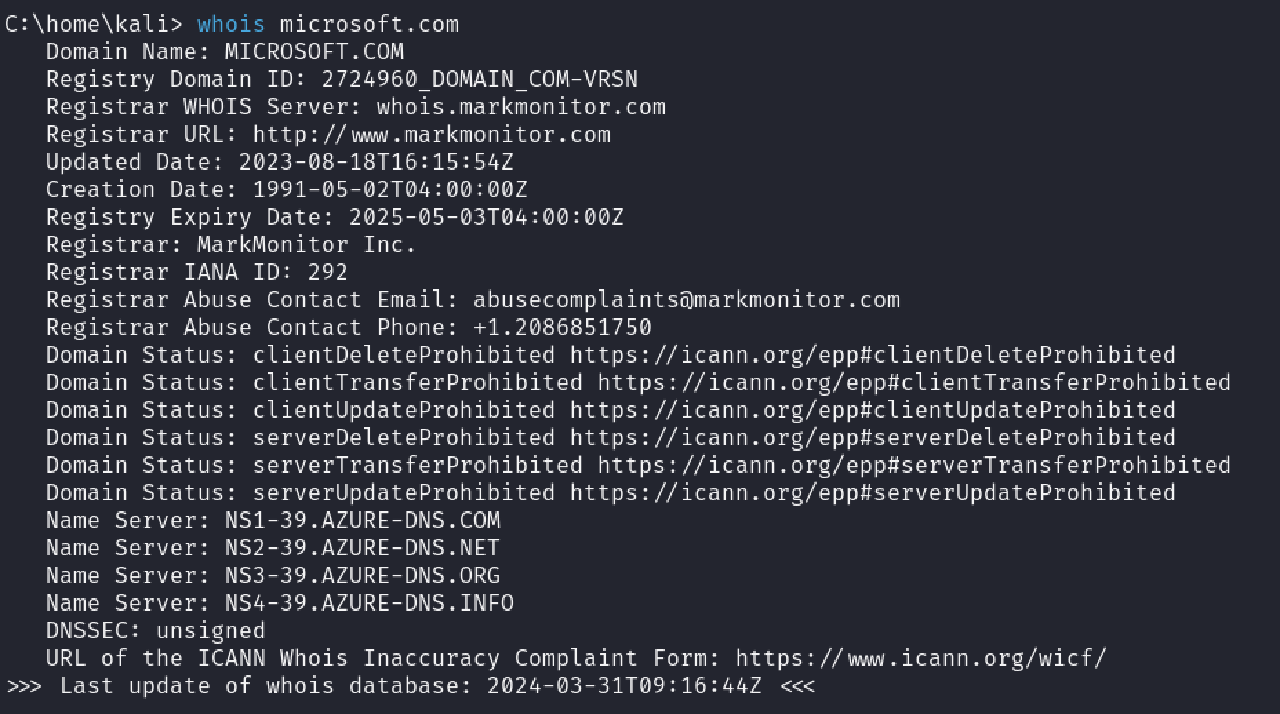 C:\home\kali> whois microsoft.com
Domain Name: MICROSOFT.COM
Registry Domain ID: 2724960_DOMAIN_COM-VRSN
Registrar WHOIS Server: whois.markmonitor.com
Registrar URL: http://www.markmonitor.com
Updated Date: 2023-08-18T16:15:54Z
Creation Date: 1991-05-02T04:00:00Z
Registry Expiry Date: 2025-05-03T04:00:00Z
Registrar: MarkMonitor Inc.
Registrar IANA ID: 292
Registrar Abuse Contact Email: abusecomplaints@markmonitor.com
Registrar Abuse Contact Phone: +1.2086851750
Domain Status: clientDeleteProhibited https://icann.org/epp#clientDeleteProhibited
Domain Status: clientTransferProhibited https://icann.org/epp#clientTransferProhibited
Domain Status: clientUpdateProhibited https://icann.org/epp#clientUpdateProhibited
Domain Status: serverDeleteProhibited https://icann.org/epp#serverDeleteProhibited
Domain Status: serverTransferProhibited https://icann.org/epp#serverTransferProhibited
Domain Status: serverUpdateProhibited https://icann.org/epp#serverUpdateProhibited
Name Server: NS1-39.AZURE-DNS.COM
Name Server: NS2-39.AZURE-DNS.NET
Name Server: NS3-39.AZURE-DNS.ORG
Name Server: NS4-39.AZURE-DNS.INFO
DNSSEC: unsigned
URL of the ICANN Whois Inaccuracy Complaint Form: https://www.icann.org/wicf/
>>> Last update of whois database: 2024-03-31T09:16:44Z <<<